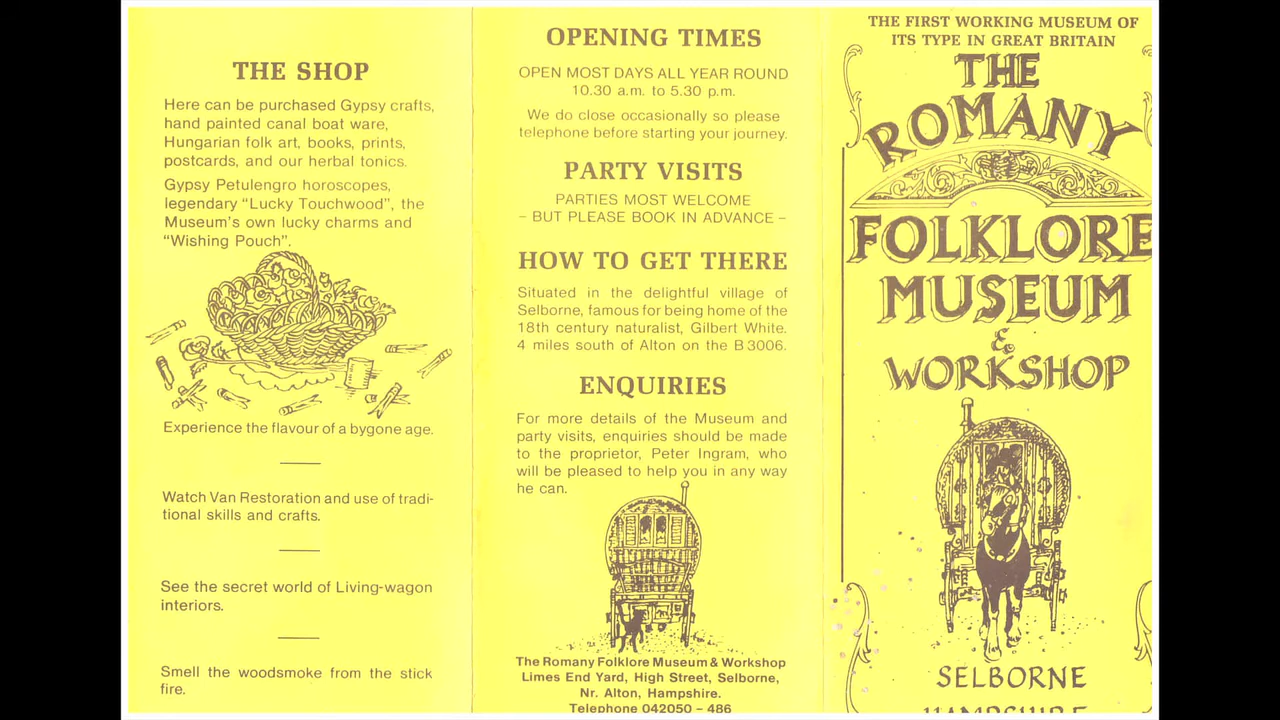 THE SHOP
Here can be purchased Gypsy crafts,
hand painted canal boat ware,
Hungarian folk art, books, prints,
postcards, and our herbal tonics.
Gypsy Petulengro horoscopes,
legendary “Lucky Touchwood”, the
Museum’s own lucky charms and
“Wishing Pouch”.
Experience the flavour of a bygone age.
Watch Van Restoration and use of tradi-
tional skills and crafts.
See the secret world of Living-wagon
interiors.
Smell the woodsmoke from the stick
fire.
OPENING TIMES
OPEN MOST DAYS ALL YEAR ROUND
10.30 a.m. to 5.30 p.m.
We do close occasionally so please
telephone before starting your journey.
PARTY VISITS
PARTIES MOST WELCOME
– BUT PLEASE BOOK IN ADVANCE –
HOW TO GET THERE
Situated in the delightful village of
Selborne, famous for being home of the
18th century naturalist, Gilbert White.
4 miles south of Alton on the B 3006.
ENQUIRIES
For more details of the Museum and
party visits, enquiries should be made
to the proprietor, Peter Ingram, who
will be pleased to help you in any way
he can.
The Romany Folklore Museum & Workshop
Limes End Yard, High Street, Selborne,
Nr. Alton, Hampshire.
Telephone 042050 – 486
THE FIRST WORKING MUSEUM OF
ITS TYPE IN GREAT BRITAIN
THE
ROMANY
FOLKLORE
MUSEUM
&
WORKSHOP
SELBORNE
HAMPSHIRE